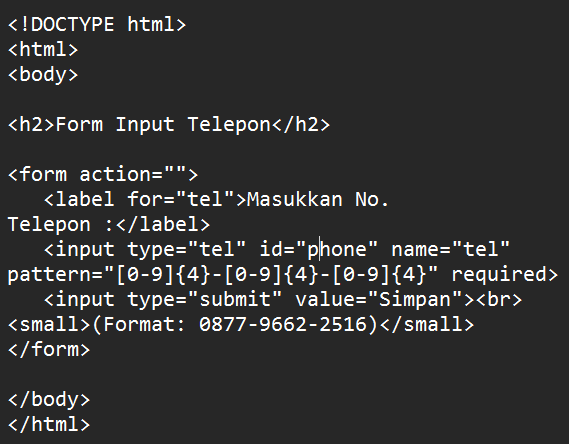 <!DOCTYPE html>
<html>
<body>

<h2>Form Input Telepon</h2>

<form action="">
   <label for="tel">Masukkan No.
Telepon :</label>
   <input type="tel" id="phone" name="tel"
pattern="[0-9]{4}-[0-9]{4}-[0-9]{4}" required>
   <input type="submit" value="Simpan"><br>
<small>(Format: 0877-9662-2516)</small>
</form>

</body>
</html>